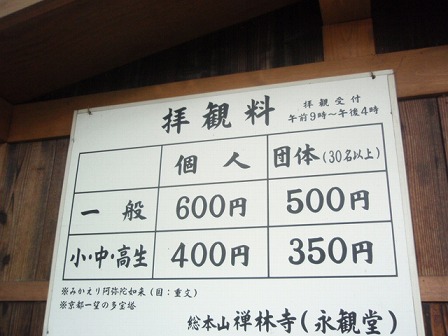 拝観料
拝観受付
午前9時～午後4時
個人 団体(30名以上)
一般 600円 500円
小・中・高生 400円 350円
※みかえり阿弥陀如来(国:重文)
※京都一望の多宝塔
総本山禅林寺(永観堂)